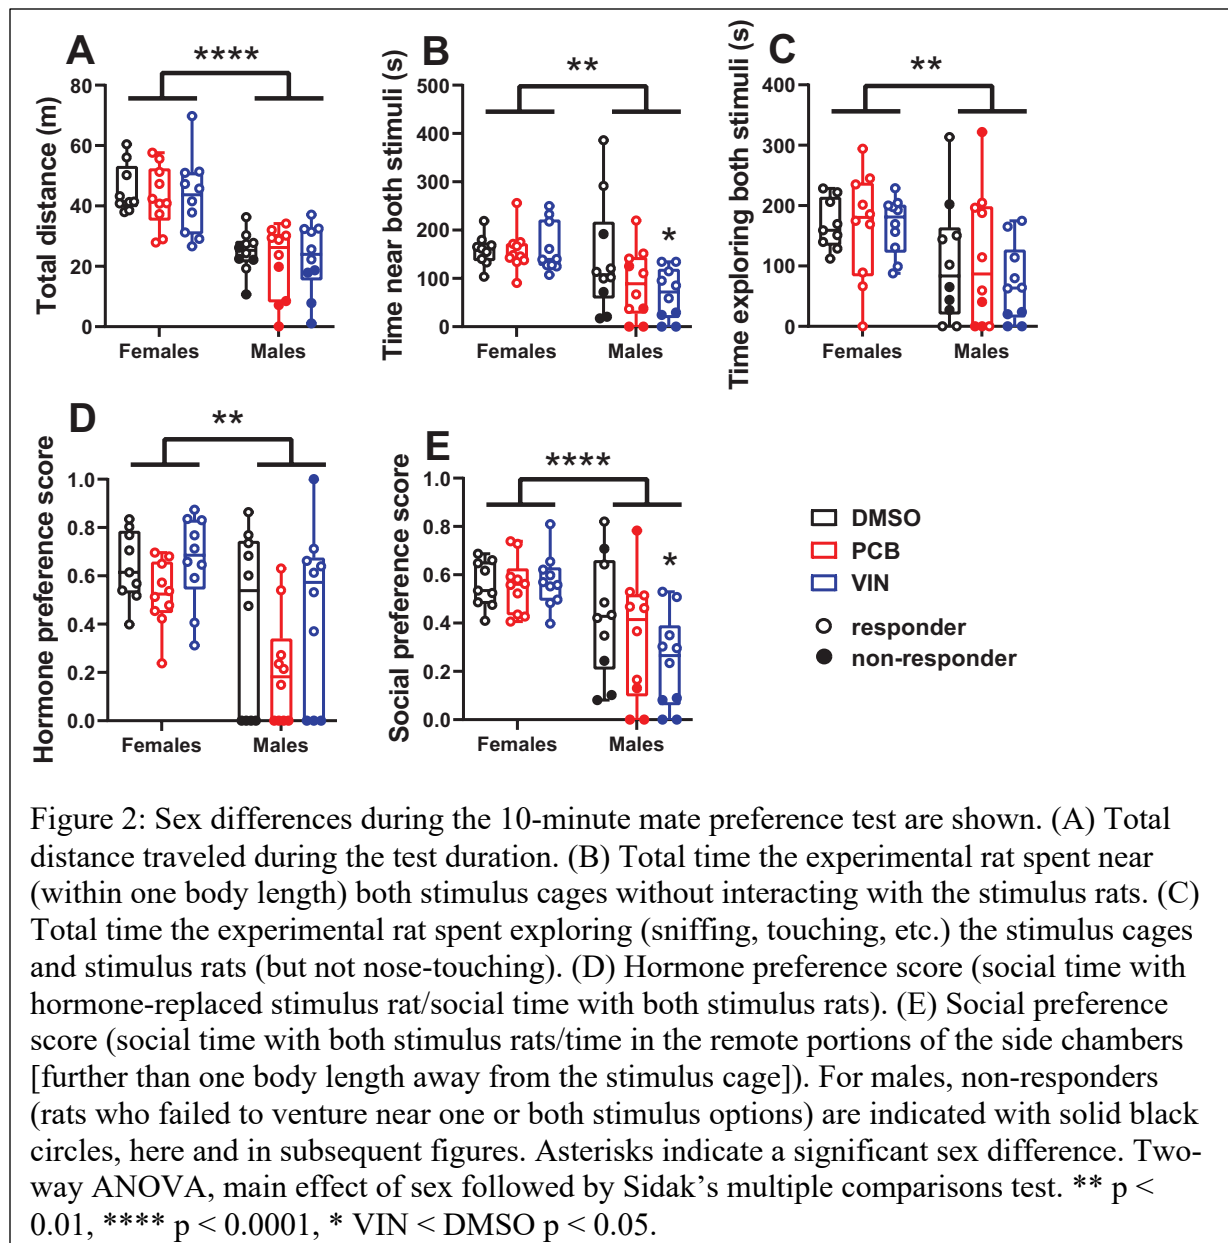 A
****
Total distance (m)
80
60
40
20
0
Females
Males
B
**
Time near both stimuli (s)
500
400
300
200
100
0
*
Females
Males
C
**
Time exploring both stimuli (s)
400
300
200
100
0
Females
Males
D
**
Hormone preference score
1.0
0.8
0.6
0.4
0.2
0.0
Females
Males
E
****
Social preference score
1.0
0.8
0.6
0.4
0.2
0.0
*
Females
Males
DMSO
PCB
VIN
responder
non-responder
Figure 2: Sex differences during the 10-minute mate preference test are shown. (A) Total
distance traveled during the test duration. (B) Total time the experimental rat spent near
(within one body length) both stimulus cages without interacting with the stimulus rats. (C)
Total time the experimental rat spent exploring (sniffing, touching, etc.) the stimulus cages
and stimulus rats (but not nose-touching). (D) Hormone preference score (social time with
hormone-replaced stimulus rat/social time with both stimulus rats). (E) Social preference
score (social time with both stimulus rats/time in the remote portions of the side chambers
[further than one body length away from the stimulus cage]). For males, non-responders
(rats who failed to venture near one or both stimulus options) are indicated with solid black
circles, here and in subsequent figures. Asterisks indicate a significant sex difference. Two-
way ANOVA, main effect of sex followed by Sidak’s multiple comparisons test. ** p <
0.01, **** p < 0.0001, * VIN < DMSO p < 0.05.